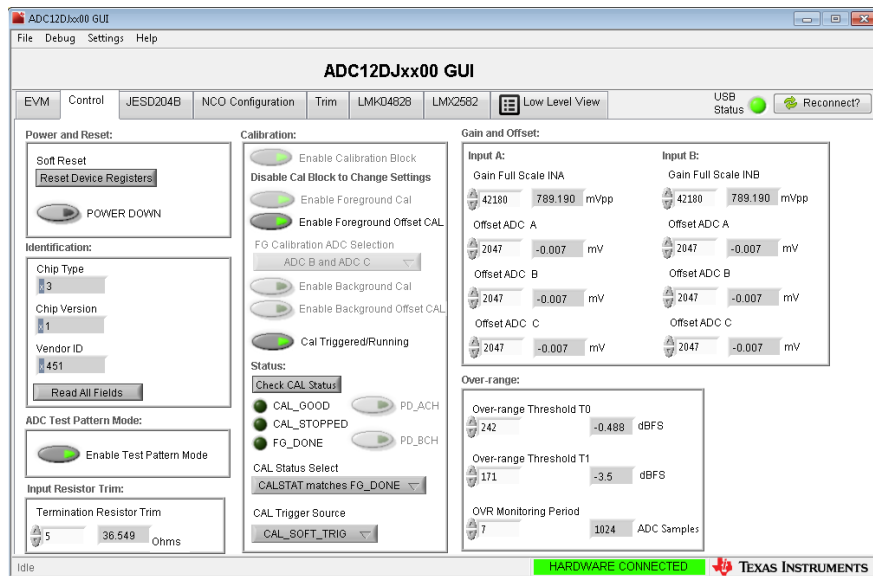 ADC12DJxx00 GUI
File Debug Settings Help
ADC12DJxx00 GUI
EVM Control JESD204B NCO Configuration Trim LMK04828 LMX2582 Low Level View USB Status Reconnect?
Power and Reset:
Soft Reset
Reset Device Registers
POWER DOWN
Identification:
Chip Type
x 3
Chip Version
x 1
Vendor ID
x 451
Read All Fields
ADC Test Pattern Mode:
Enable Test Pattern Mode
Input Resistor Trim:
Termination Resistor Trim
5 36.549 Ohms
Calibration:
Enable Calibration Block
Disable Cal Block to Change Settings
Enable Foreground Cal
Enable Foreground Offset CAL
FG Calibration ADC Selection
ADC B and ADC C
Enable Background Cal
Enable Background Offset CAL
Cal Triggered/Running
Status:
Check CAL Status
CAL_GOOD PD_ACH
CAL_STOPPED
FG_DONE PD_BCH
CAL Status Select
CALSTAT matches FG_DONE
CAL Trigger Source
CAL_SOFT_TRIG
Gain and Offset:
Input A:
Gain Full Scale INA
42180 789.190 mVpp
Offset ADC A
2047 -0.007 mV
Offset ADC B
2047 -0.007 mV
Offset ADC C
2047 -0.007 mV
Input B:
Gain Full Scale INB
42180 789.190 mVpp
Offset ADC A
2047 -0.007 mV
Offset ADC B
2047 -0.007 mV
Offset ADC C
2047 -0.007 mV
Over-range:
Over-range Threshold T0
242 -0.488 dBFS
Over-range Threshold T1
171 -3.5 dBFS
OVR Monitoring Period
7 1024 ADC Samples
Idle HARDWARE CONNECTED TEXAS INSTRUMENTS